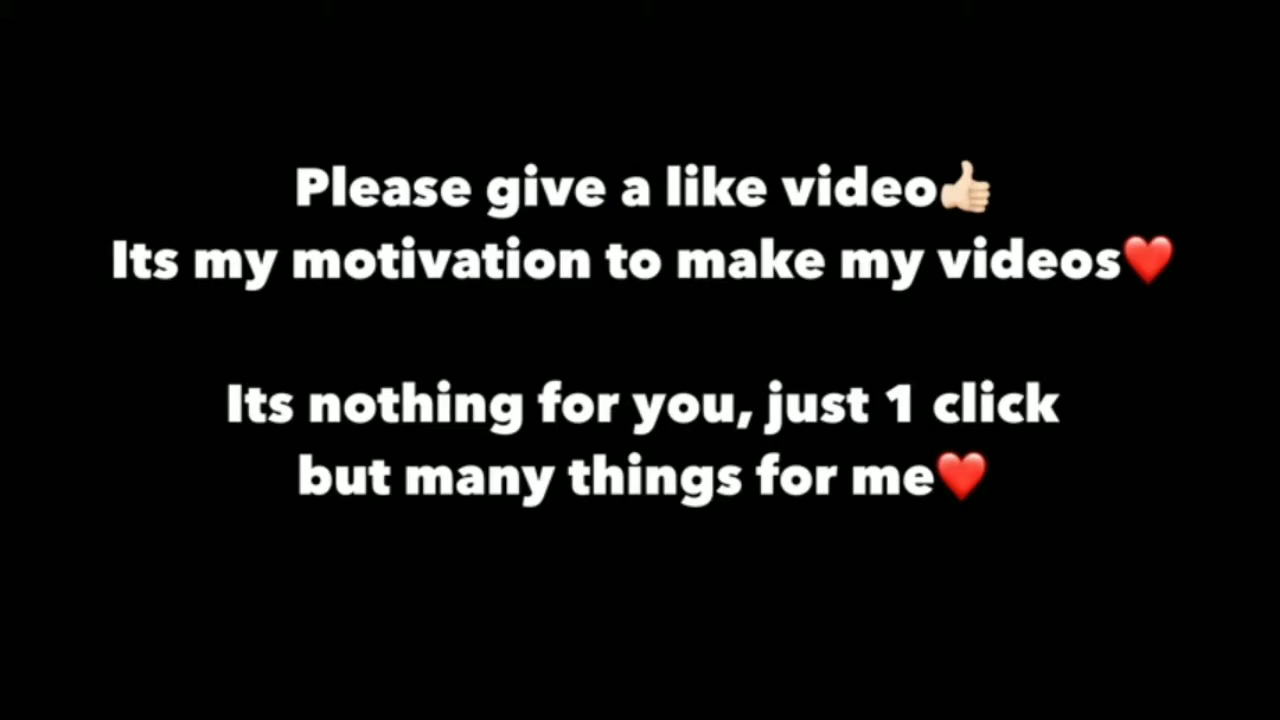 Please give a like video👍🏻
Its my motivation to make my videos❤️
Its nothing for you, just 1 click
but many things for me❤️